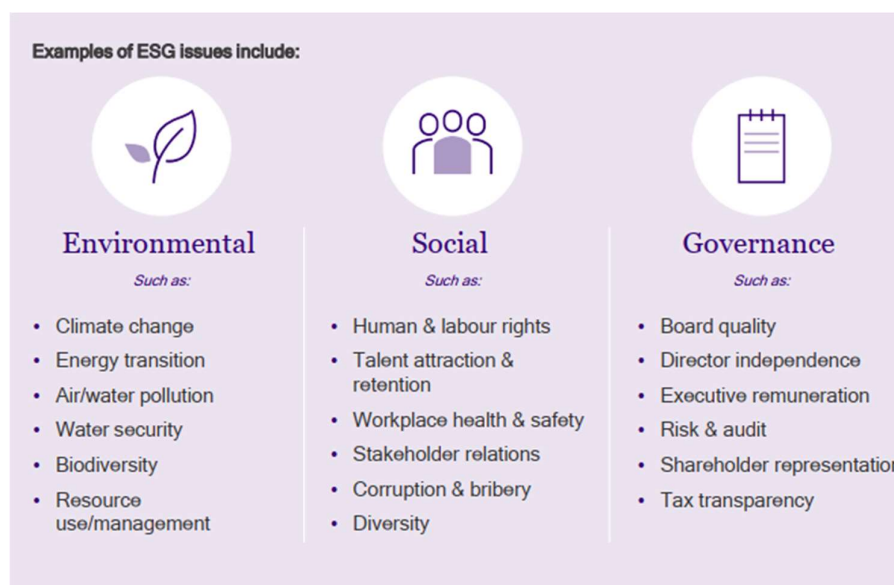 Examples of ESG issues include:
Environmental
Such as:
• Climate change
• Energy transition
• Air/water pollution
• Water security
• Biodiversity
• Resource
use/management
Social
Such as:
• Human & labour rights
• Talent attraction &
retention
• Workplace health & safety
• Stakeholder relations
• Corruption & bribery
• Diversity
Governance
Such as:
• Board quality
• Director independence
• Executive remuneration
• Risk & audit
• Shareholder representation
• Tax transparency